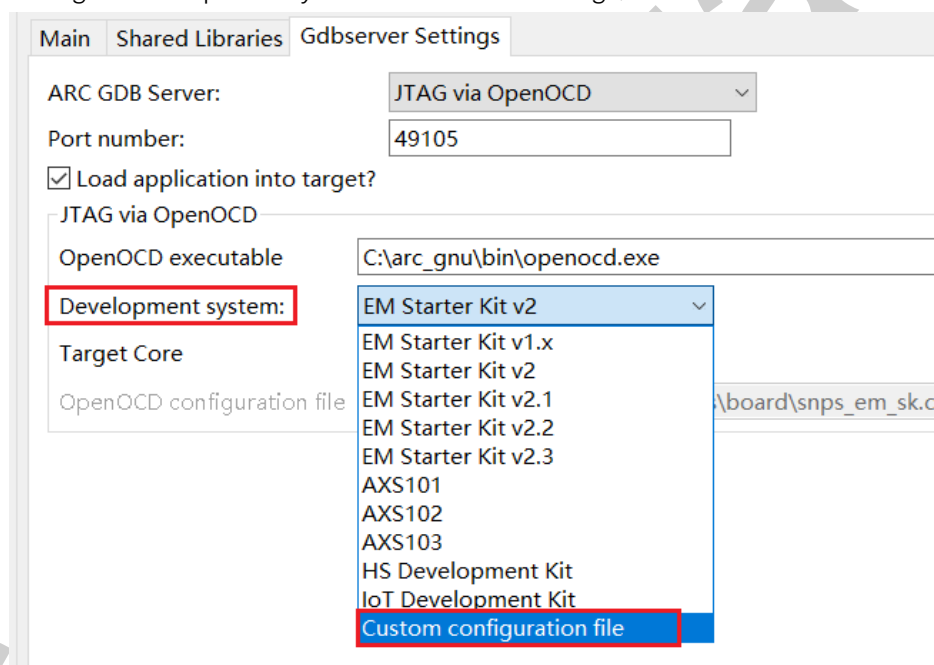 Main Shared Libraries Gdbserver Settings
ARC GDB Server: JTAG via OpenOCD
Port number: 49105
Load application into target?
JTAG via OpenOCD
OpenOCD executable C:\arc_gnu\bin\openocd.exe
Development system: EM Starter Kit v2
EM Starter Kit v1.x
Target Core
EM Starter Kit v2
OpenOCD configuration file
EM Starter Kit v2.1
\board\snps_em_sk.c
EM Starter Kit v2.2
EM Starter Kit v2.3
AXS101
AXS102
AXS103
HS Development Kit
IoT Development Kit
Custom configuration file